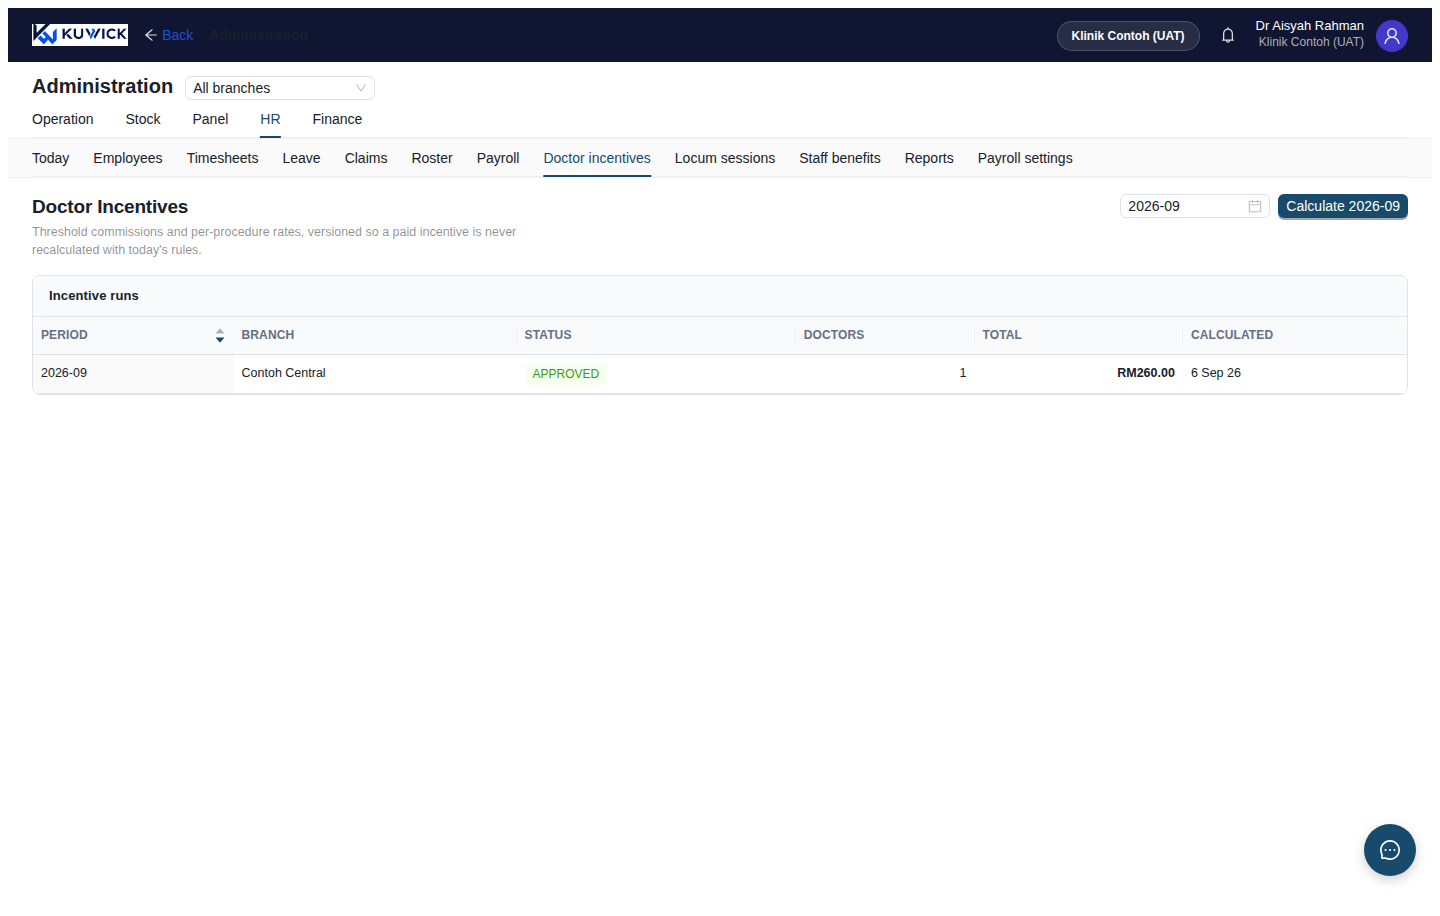 KUWICK
Back
Administration
Klinik Contoh (UAT)
Dr Aisyah Rahman
Klinik Contoh (UAT)
Administration
All branches
Operation Stock Panel HR Finance
Today Employees Timesheets Leave Claims Roster Payroll Doctor incentives Locum sessions Staff benefits Reports Payroll settings
Doctor Incentives
2026-09
Calculate 2026-09
Threshold commissions and per-procedure rates, versioned so a paid incentive is never
recalculated with today's rules.
Incentive runs
PERIOD BRANCH STATUS DOCTORS TOTAL CALCULATED
2026-09 Contoh Central APPROVED 1 RM260.00 6 Sep 26